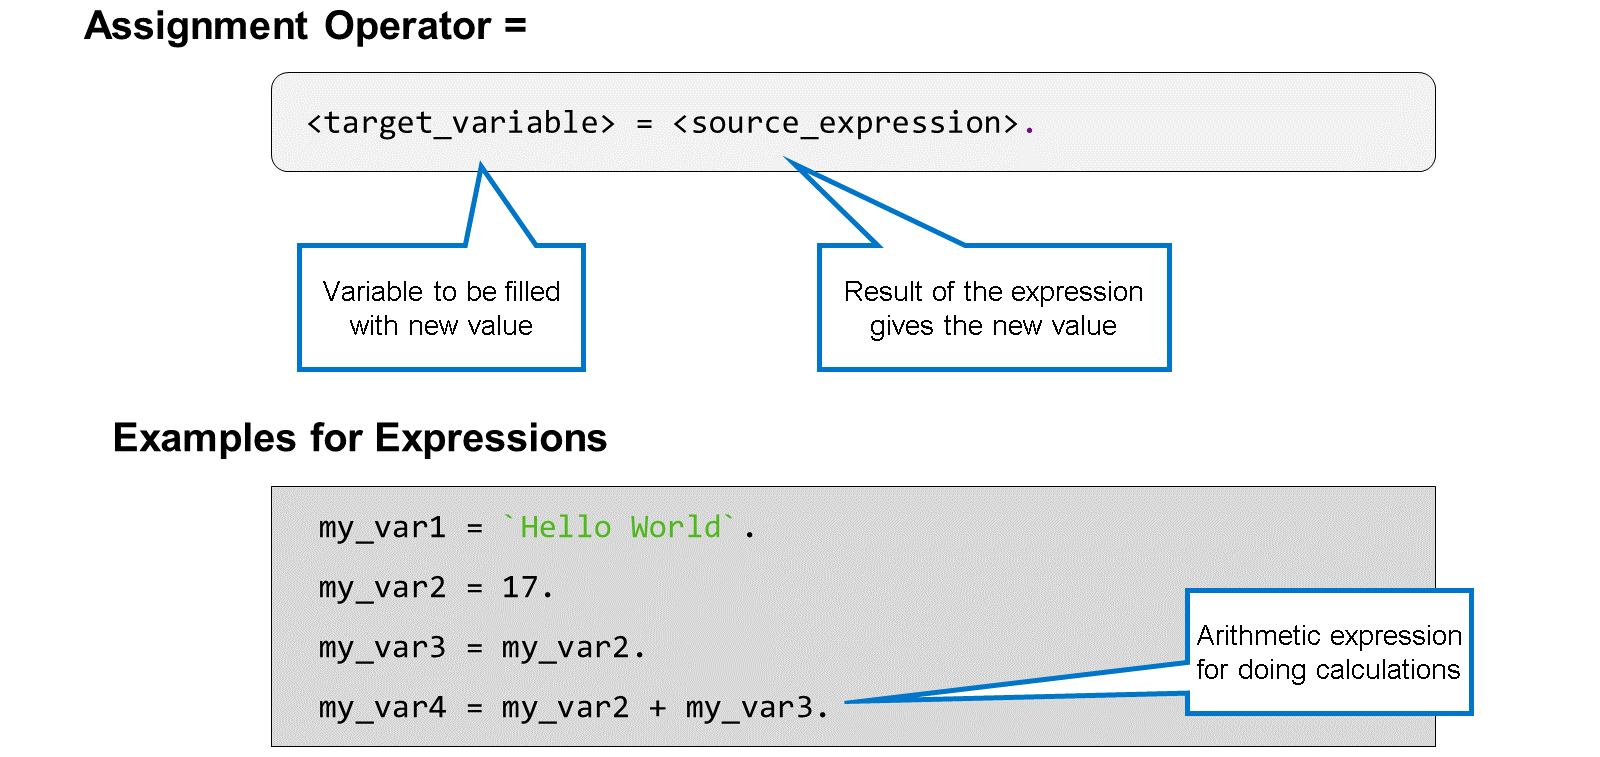 Assignment Operator =
<target_variable> = <source_expression>.
Variable to be filled
with new value
Result of the expression
gives the new value
Examples for Expressions
my_var1 = `Hello World`.
my_var2 = 17.
my_var3 = my_var2.
my_var4 = my_var2 + my_var3.
Arithmetic expression
for doing calculations